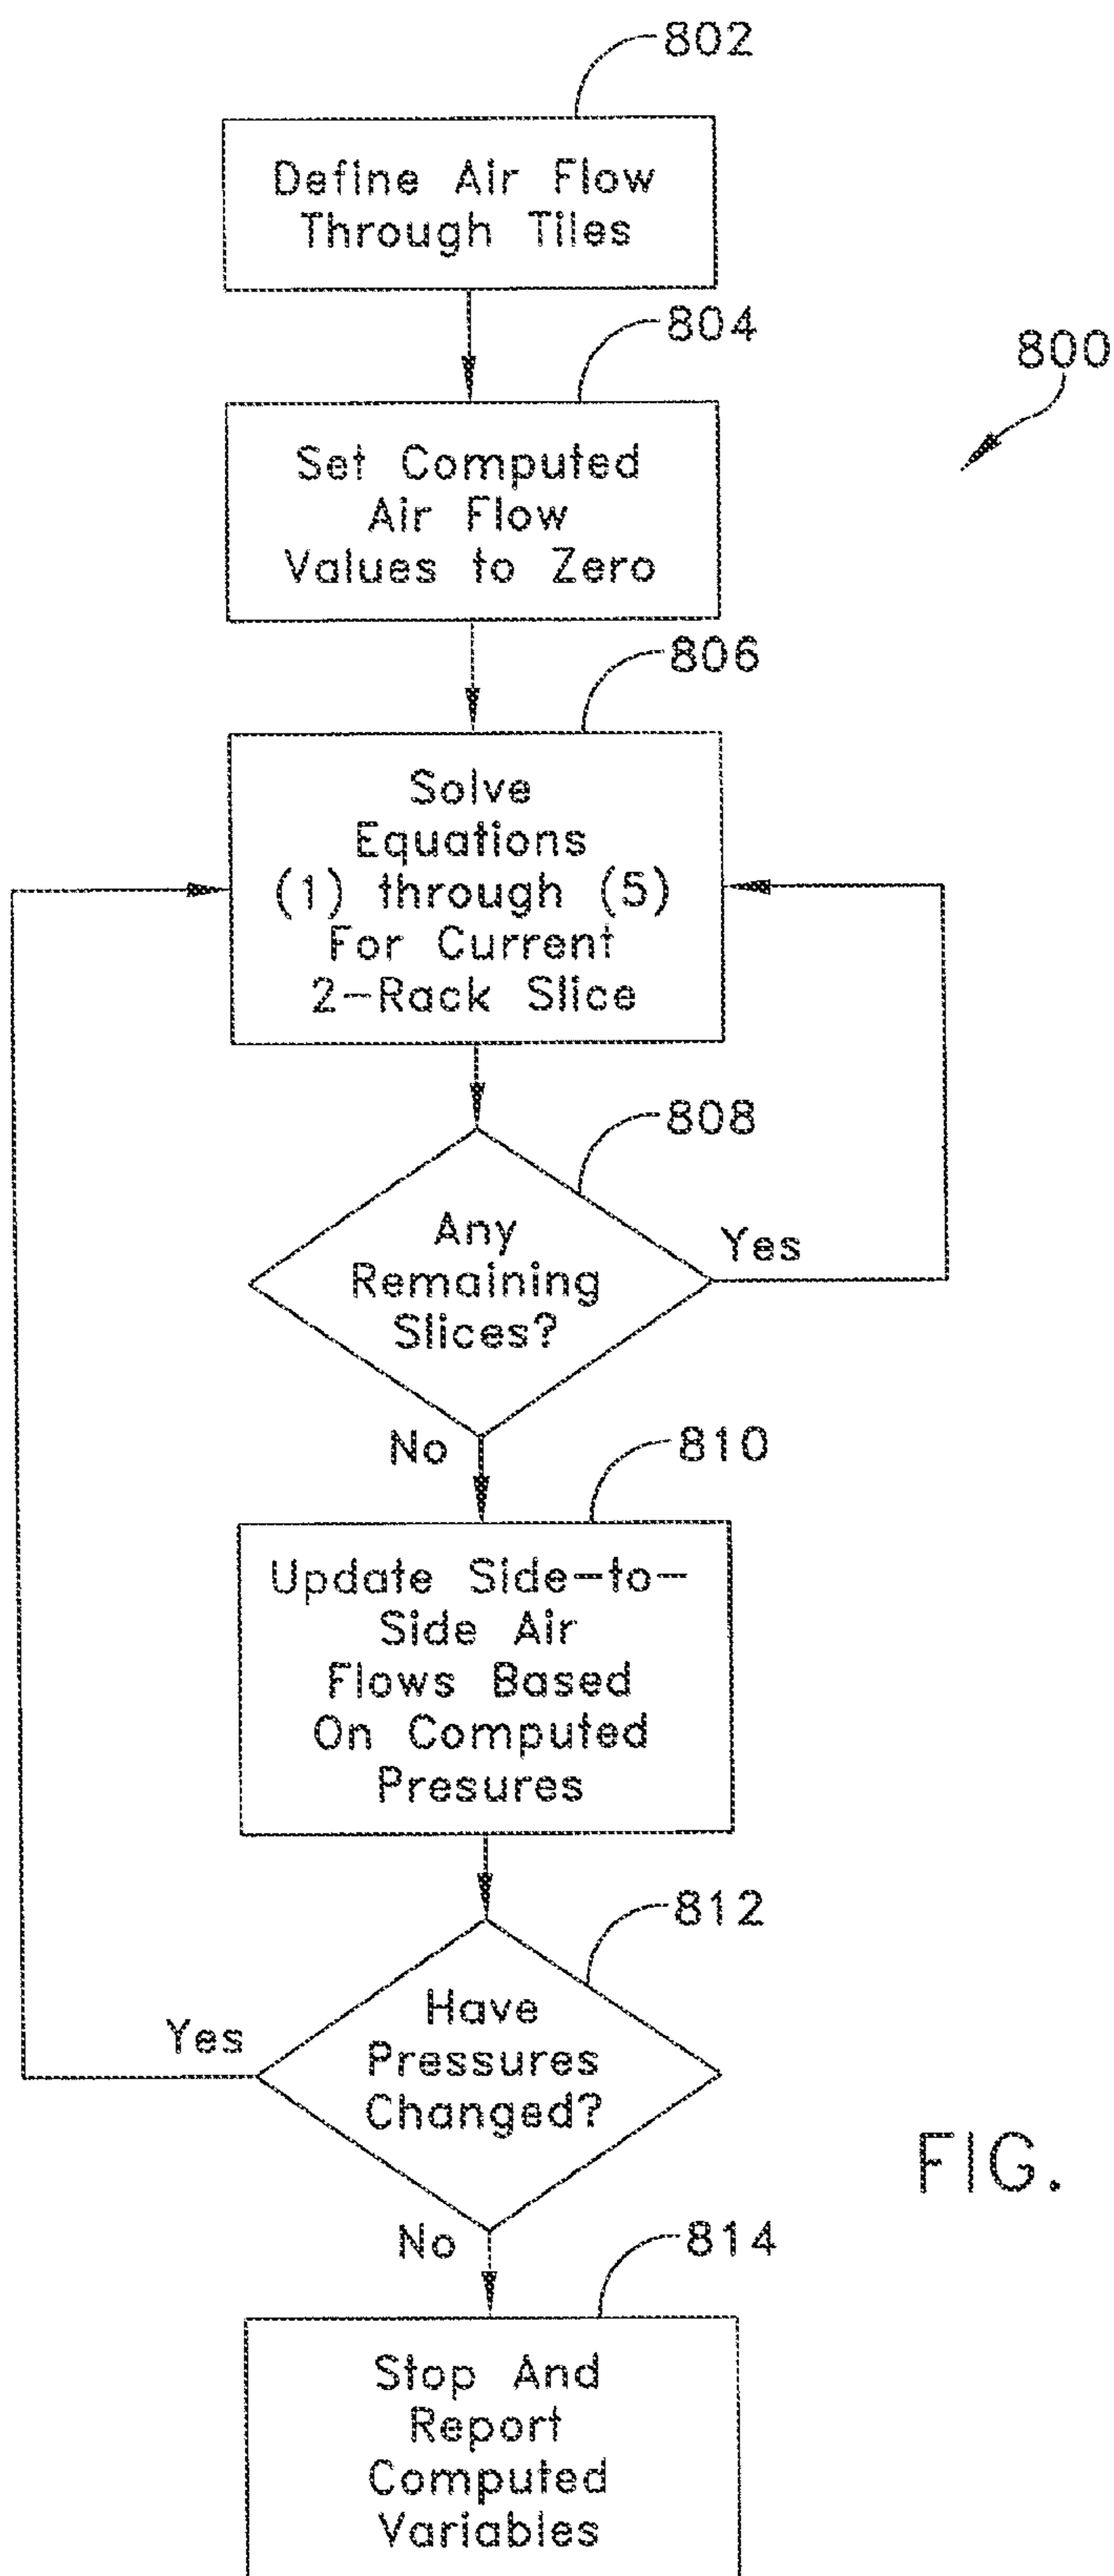 802
Define Air Flow
Through Tiles
804
800
Set Computed
Air Flow
Values to Zero
806
Solve
Equations
(1) through (5)
For Current
2-Rack Slice
808
Any
Remaining
Slices?
Yes
No
810
Update Side-to-
Side Air
Flows Based
On Computed
Presures
812
Have
Pressures
Changed?
Yes
FIG.
No
814
Stop And
Report
Computed
Variables